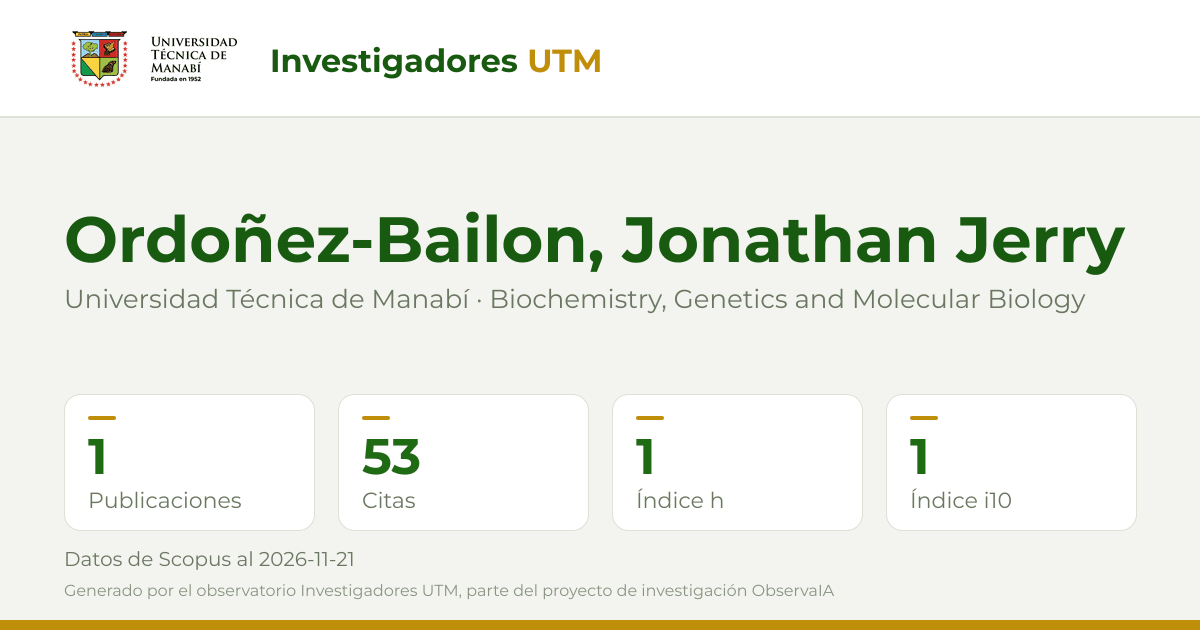 UNIVERSIDAD
TÉCNICA DE
MANABÍ
Fundada en 1952
Investigadores UTM
Ordoñez-Bailon, Jonathan Jerry
Universidad Técnica de Manabí · Biochemistry, Genetics and Molecular Biology
1
Publicaciones
53
Citas
1
Índice h
1
Índice i10
Datos de Scopus al 2026-11-21
Generado por el observatorio Investigadores UTM, parte del proyecto de investigación ObservaIA